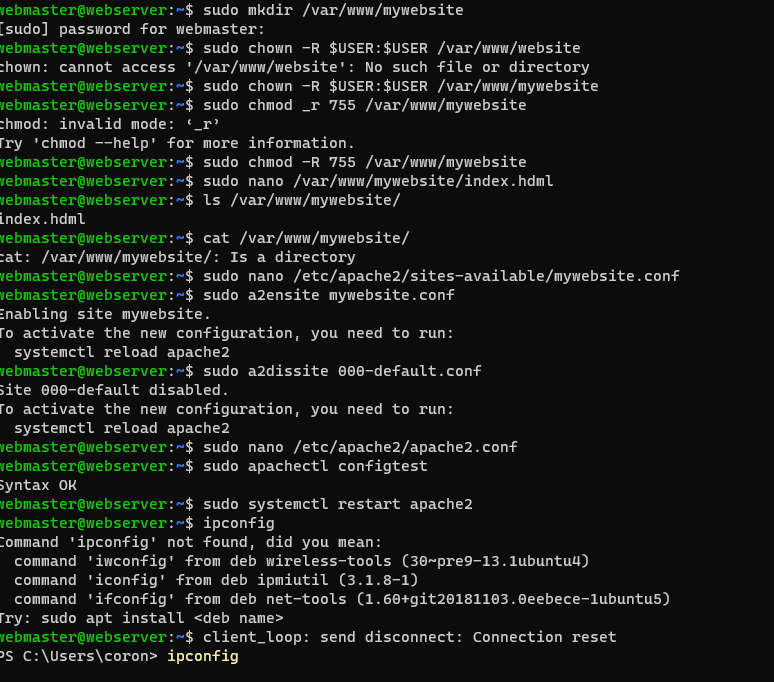 webmaster@webserver:~$ sudo mkdir /var/www/mywebsite
[sudo] password for webmaster:
webmaster@webserver:~$ sudo chown -R $USER:$USER /var/www/website
chown: cannot access '/var/www/website': No such file or directory
webmaster@webserver:~$ sudo chown -R $USER:$USER /var/www/mywebsite
webmaster@webserver:~$ sudo chmod _r 755 /var/www/mywebsite
chmod: invalid mode: ‘_r’
Try 'chmod --help' for more information.
webmaster@webserver:~$ sudo chmod -R 755 /var/www/mywebsite
webmaster@webserver:~$ sudo nano /var/www/mywebsite/index.hdml
webmaster@webserver:~$ ls /var/www/mywebsite/
index.hdml
webmaster@webserver:~$ cat /var/www/mywebsite/
cat: /var/www/mywebsite/: Is a directory
webmaster@webserver:~$ sudo nano /etc/apache2/sites-available/mywebsite.conf
webmaster@webserver:~$ sudo a2ensite mywebsite.conf
Enabling site mywebsite.
To activate the new configuration, you need to run:
  systemctl reload apache2
webmaster@webserver:~$ sudo a2dissite 000-default.conf
Site 000-default disabled.
To activate the new configuration, you need to run:
  systemctl reload apache2
webmaster@webserver:~$ sudo nano /etc/apache2/apache2.conf
webmaster@webserver:~$ sudo apachectl configtest
Syntax OK
webmaster@webserver:~$ sudo systemctl restart apache2
webmaster@webserver:~$ ipconfig
Command 'ipconfig' not found, did you mean:
  command 'iwconfig' from deb wireless-tools (30~pre9-13.1ubuntu4)
  command 'iconfig' from deb ipmiutil (3.1.8-1)
  command 'ifconfig' from deb net-tools (1.60+git20181103.0eebece-1ubuntu5)
Try: sudo apt install <deb name>
webmaster@webserver:~$ client_loop: send disconnect: Connection reset
PS C:\Users\coron> ipconfig